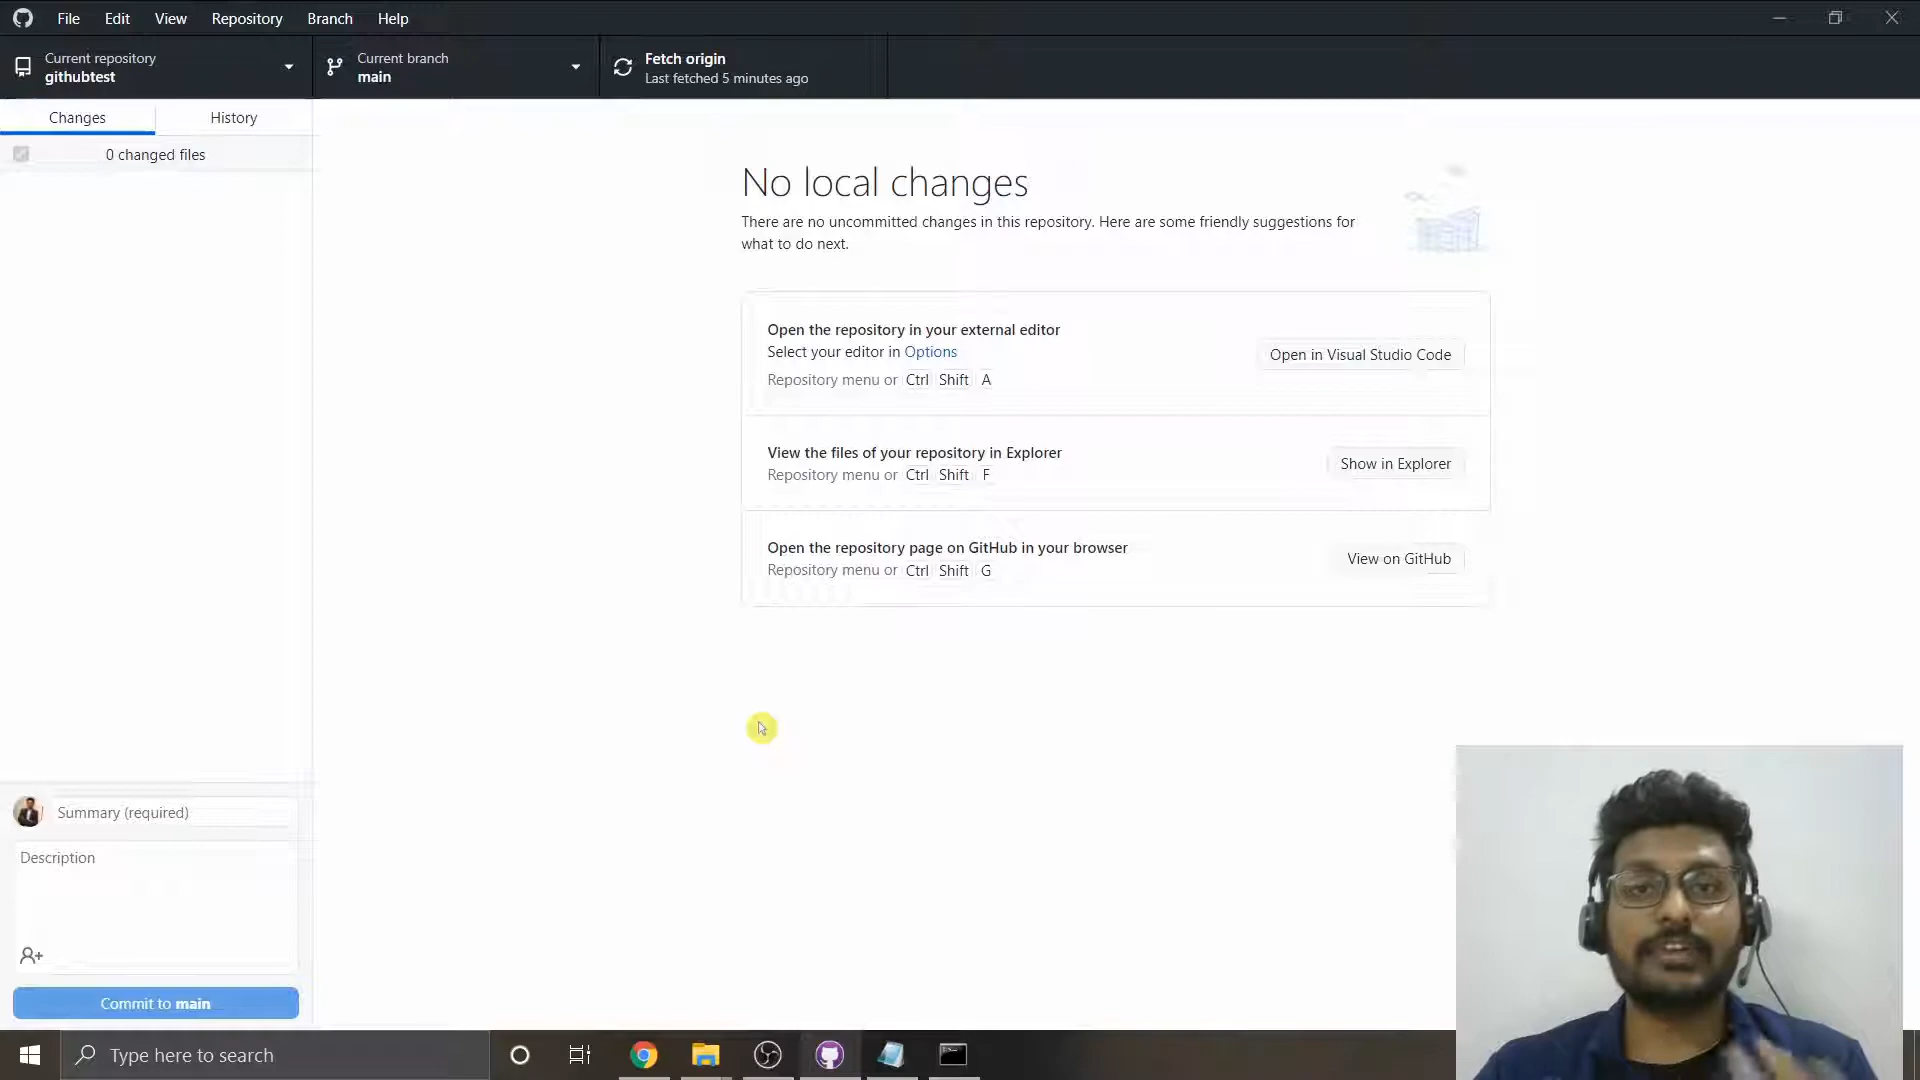 File Edit View Repository Branch Help
Current repository
githubtest
Current branch
main
Fetch origin
Last fetched 5 minutes ago
Changes
History
0 changed files
No local changes
There are no uncommitted changes in this repository. Here are some friendly suggestions for
what to do next.
Open the repository in your external editor
Select your editor in Options
Repository menu or Ctrl Shift A
Open in Visual Studio Code
View the files of your repository in Explorer
Repository menu or Ctrl Shift F
Show in Explorer
Open the repository page on GitHub in your browser
Repository menu or Ctrl Shift G
View on GitHub
Summary (required)
Description
Commit to main
Type here to search